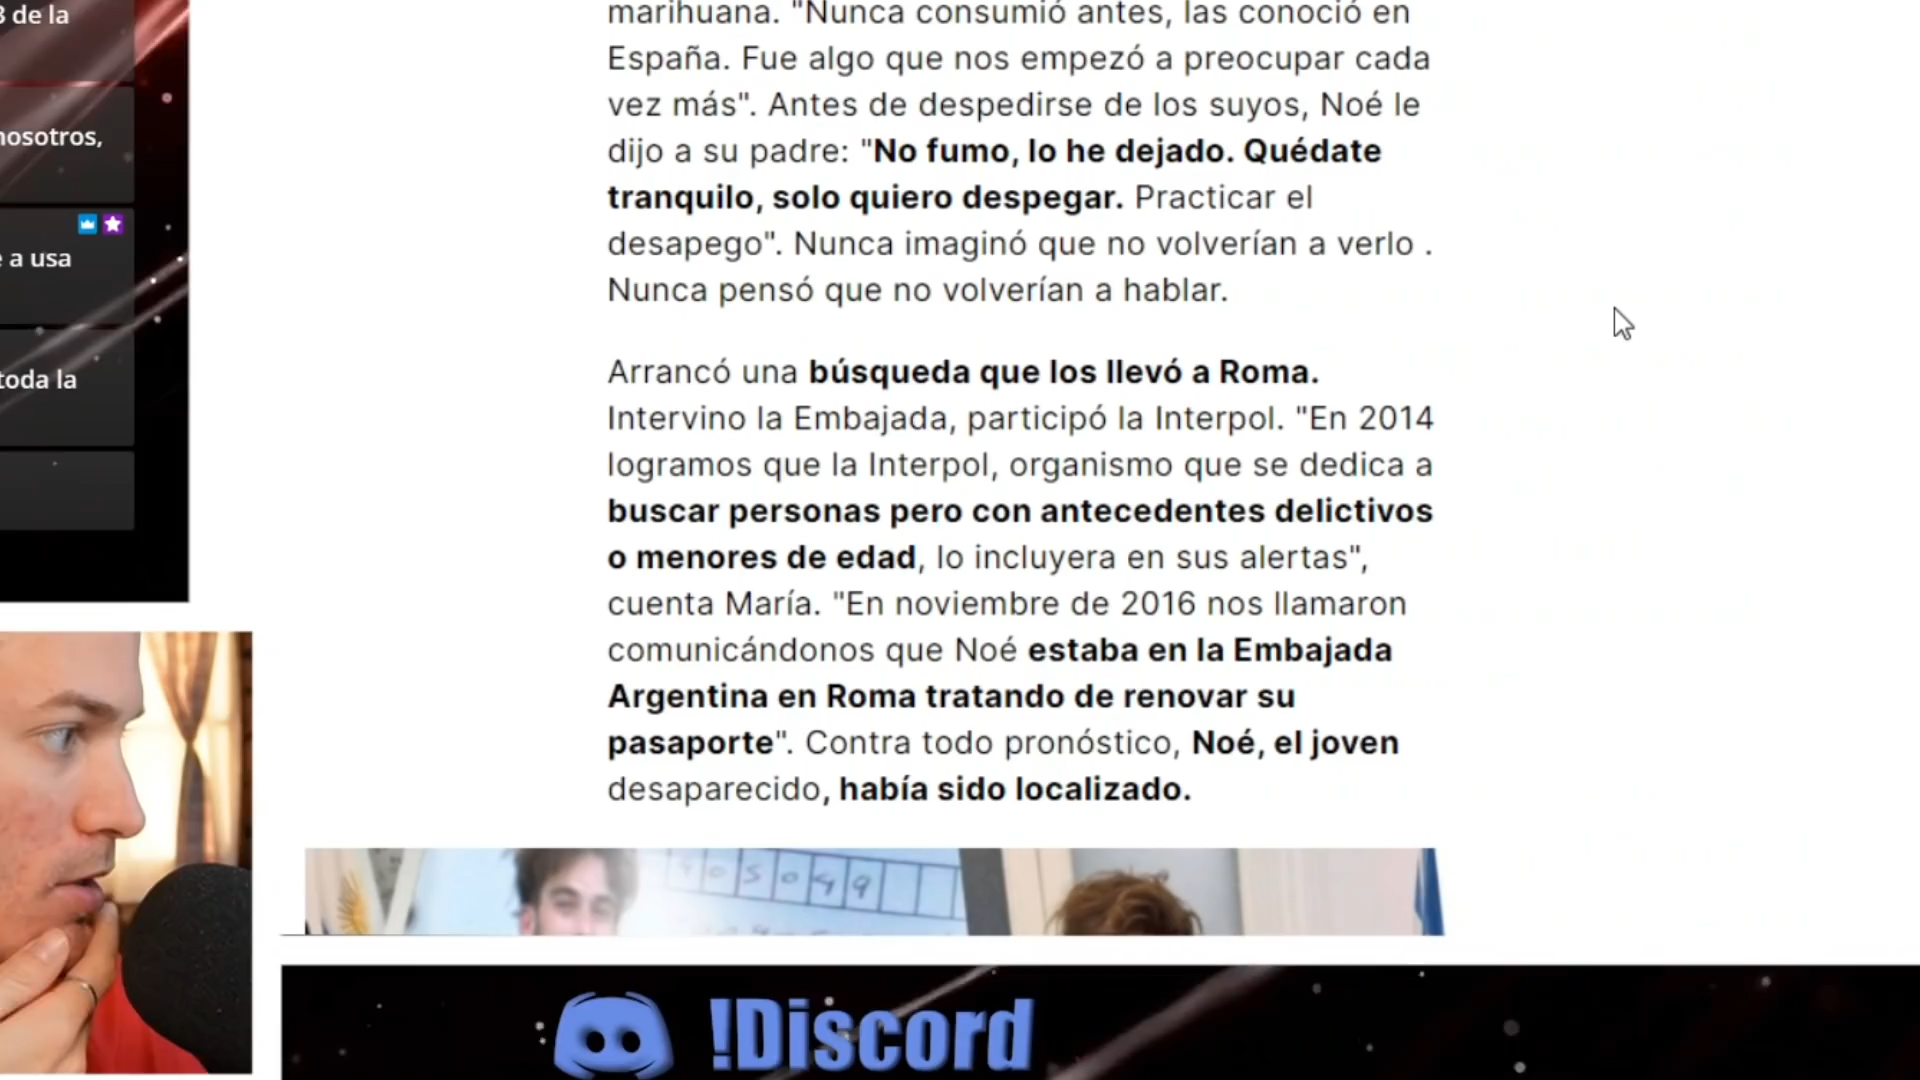 3 de la
nosotros,
e a usa
toda la
marihuana. "Nunca consumió antes, las conoció en
España. Fue algo que nos empezó a preocupar cada
vez más". Antes de despedirse de los suyos, Noé le
dijo a su padre: "No fumo, lo he dejado. Quédate
tranquilo, solo quiero despegar. Practicar el
desapego". Nunca imaginó que no volverían a verlo .
Nunca pensó que no volverían a hablar.
Arrancó una búsqueda que los llevó a Roma.
Intervino la Embajada, participó la Interpol. "En 2014
logramos que la Interpol, organismo que se dedica a
buscar personas pero con antecedentes delictivos
o menores de edad, lo incluyera en sus alertas",
cuenta María. "En noviembre de 2016 nos llamaron
comunicándonos que Noé estaba en la Embajada
Argentina en Roma tratando de renovar su
pasaporte". Contra todo pronóstico, Noé, el joven
desaparecido, había sido localizado.
!Discord